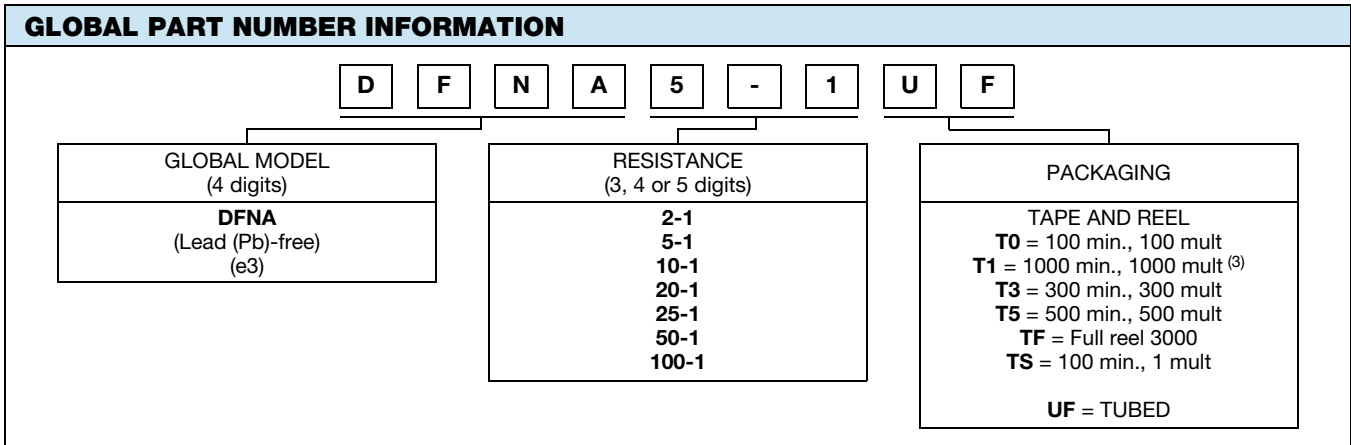 GLOBAL PART NUMBER INFORMATION
D F N A 5 - 1 U F
GLOBAL MODEL
(4 digits)
DFNA
(Lead (Pb)-free)
(e3)
RESISTANCE
(3, 4 or 5 digits)
2-1
5-1
10-1
20-1
25-1
50-1
100-1
PACKAGING
TAPE AND REEL
T0 = 100 min., 100 mult
T1 = 1000 min., 1000 mult (3)
T3 = 300 min., 300 mult
T5 = 500 min., 500 mult
TF = Full reel 3000
TS = 100 min., 1 mult
UF = TUBED